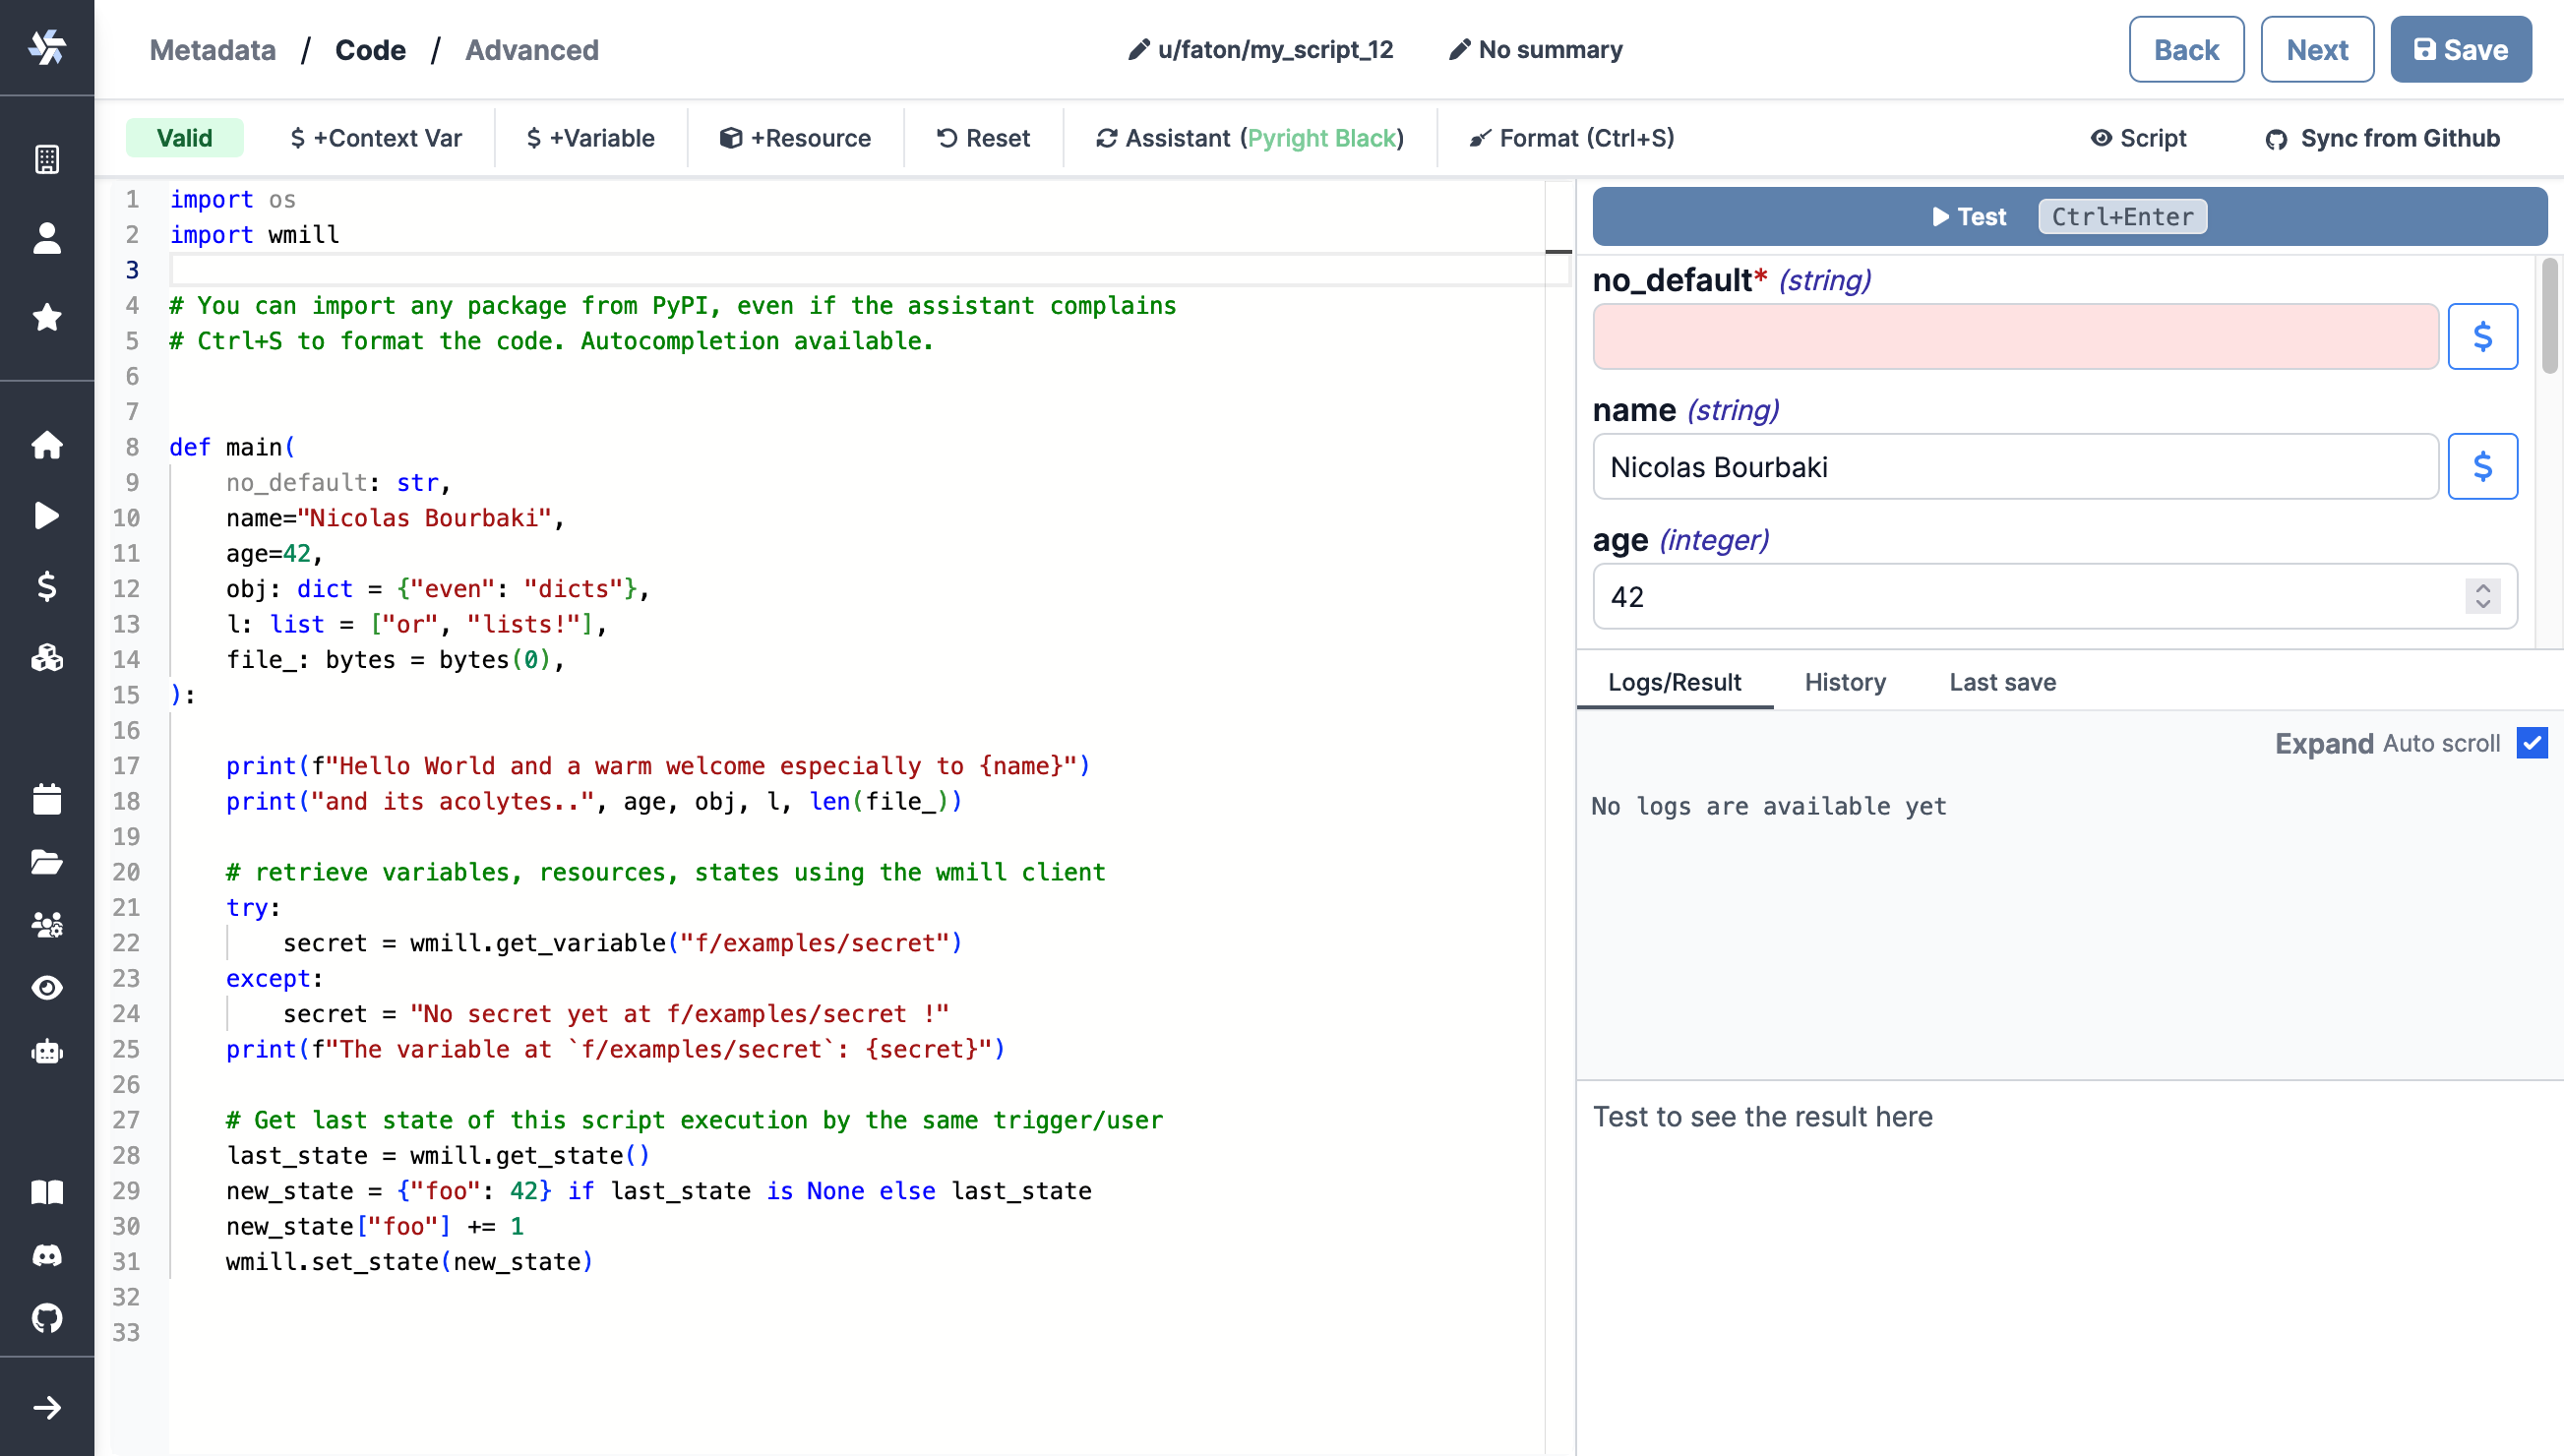 Metadata / Code / Advanced
u/faton/my_script_12
No summary
Back
Next
Save
Valid
$ +Context Var
$ +Variable
+Resource
Reset
Assistant (Pyright Black)
Format (Ctrl+S)
Script
Sync from Github
1 import os
2 import wmill
3
4 # You can import any package from PyPI, even if the assistant complains
5 # Ctrl+S to format the code. Autocompletion available.
6
7
8 def main(
9     no_default: str,
10     name="Nicolas Bourbaki",
11     age=42,
12     obj: dict = {"even": "dicts"},
13     l: list = ["or", "lists!"],
14     file_: bytes = bytes(0),
15 ):
16
17     print(f"Hello World and a warm welcome especially to {name}")
18     print("and its acolytes..", age, obj, l, len(file_))
19
20     # retrieve variables, resources, states using the wmill client
21     try:
22         secret = wmill.get_variable("f/examples/secret")
23     except:
24         secret = "No secret yet at f/examples/secret !"
25     print(f"The variable at `f/examples/secret`: {secret}")
26
27     # Get last state of this script execution by the same trigger/user
28     last_state = wmill.get_state()
29     new_state = {"foo": 42} if last_state is None else last_state
30     new_state["foo"] += 1
31     wmill.set_state(new_state)
32
33
Test Ctrl+Enter
no_default* (string)
$
name (string)
Nicolas Bourbaki
$
age (integer)
42
Logs/Result
History
Last save
Expand Auto scroll
No logs are available yet
Test to see the result here